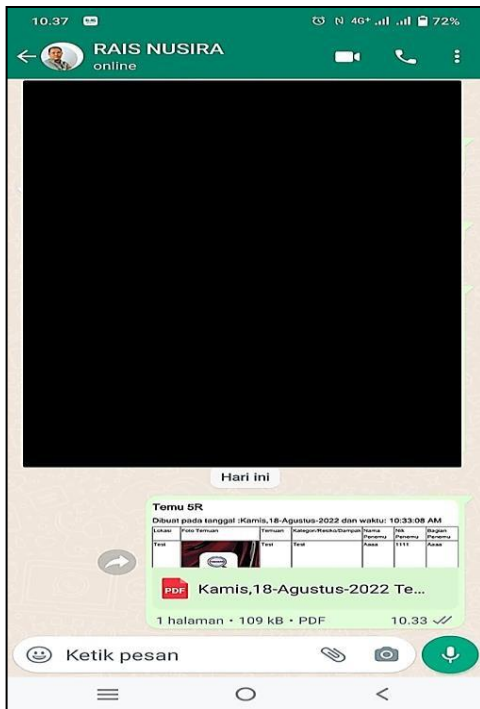 10.37
4G+ 72%
RAIS NUSIRA
online
Hari ini
Temu 5R
Dibuat pada tanggal :Kamis,18-Agustus-2022 dan waktu: 10:33:08 AM
Lokasi Foto Temuan Temuan Kategori/Resiko/Dampak Nama Penemu Nik Penemu Bagian Penemu
Test Test Test Aaaa 1111 Aaaa
PDF Kamis,18-Agustus-2022 Te...
1 halaman • 109 kB • PDF 10.33
Ketik pesan